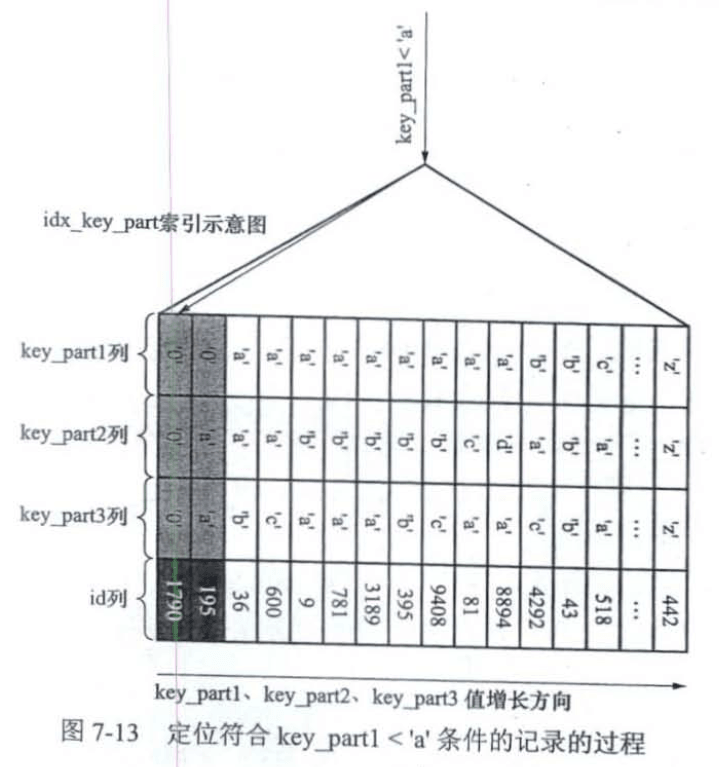 key_part1 < 'a'
idx_key_part索引示意图
key_part1列 '0' '0' 'a' 'a' 'a' 'a' 'a' 'a' 'a' 'a' 'a' 'b' 'b' 'c' … 'z'
key_part2列 '0' 'a' 'a' 'a' 'b' 'b' 'b' 'b' 'b' 'c' 'd' 'a' 'b' 'a' … 'z'
key_part3列 '0' 'a' 'b' 'c' 'a' 'a' 'a' 'b' 'c' 'a' 'a' 'c' 'b' 'a' … 'z'
id列 1790 195 36 600 9 781 3189 395 9408 81 8894 4292 43 518 … 442
key_part1、key_part2、key_part3 值增长方向
图 7-13 定位符合 key_part1 < 'a' 条件的记录的过程